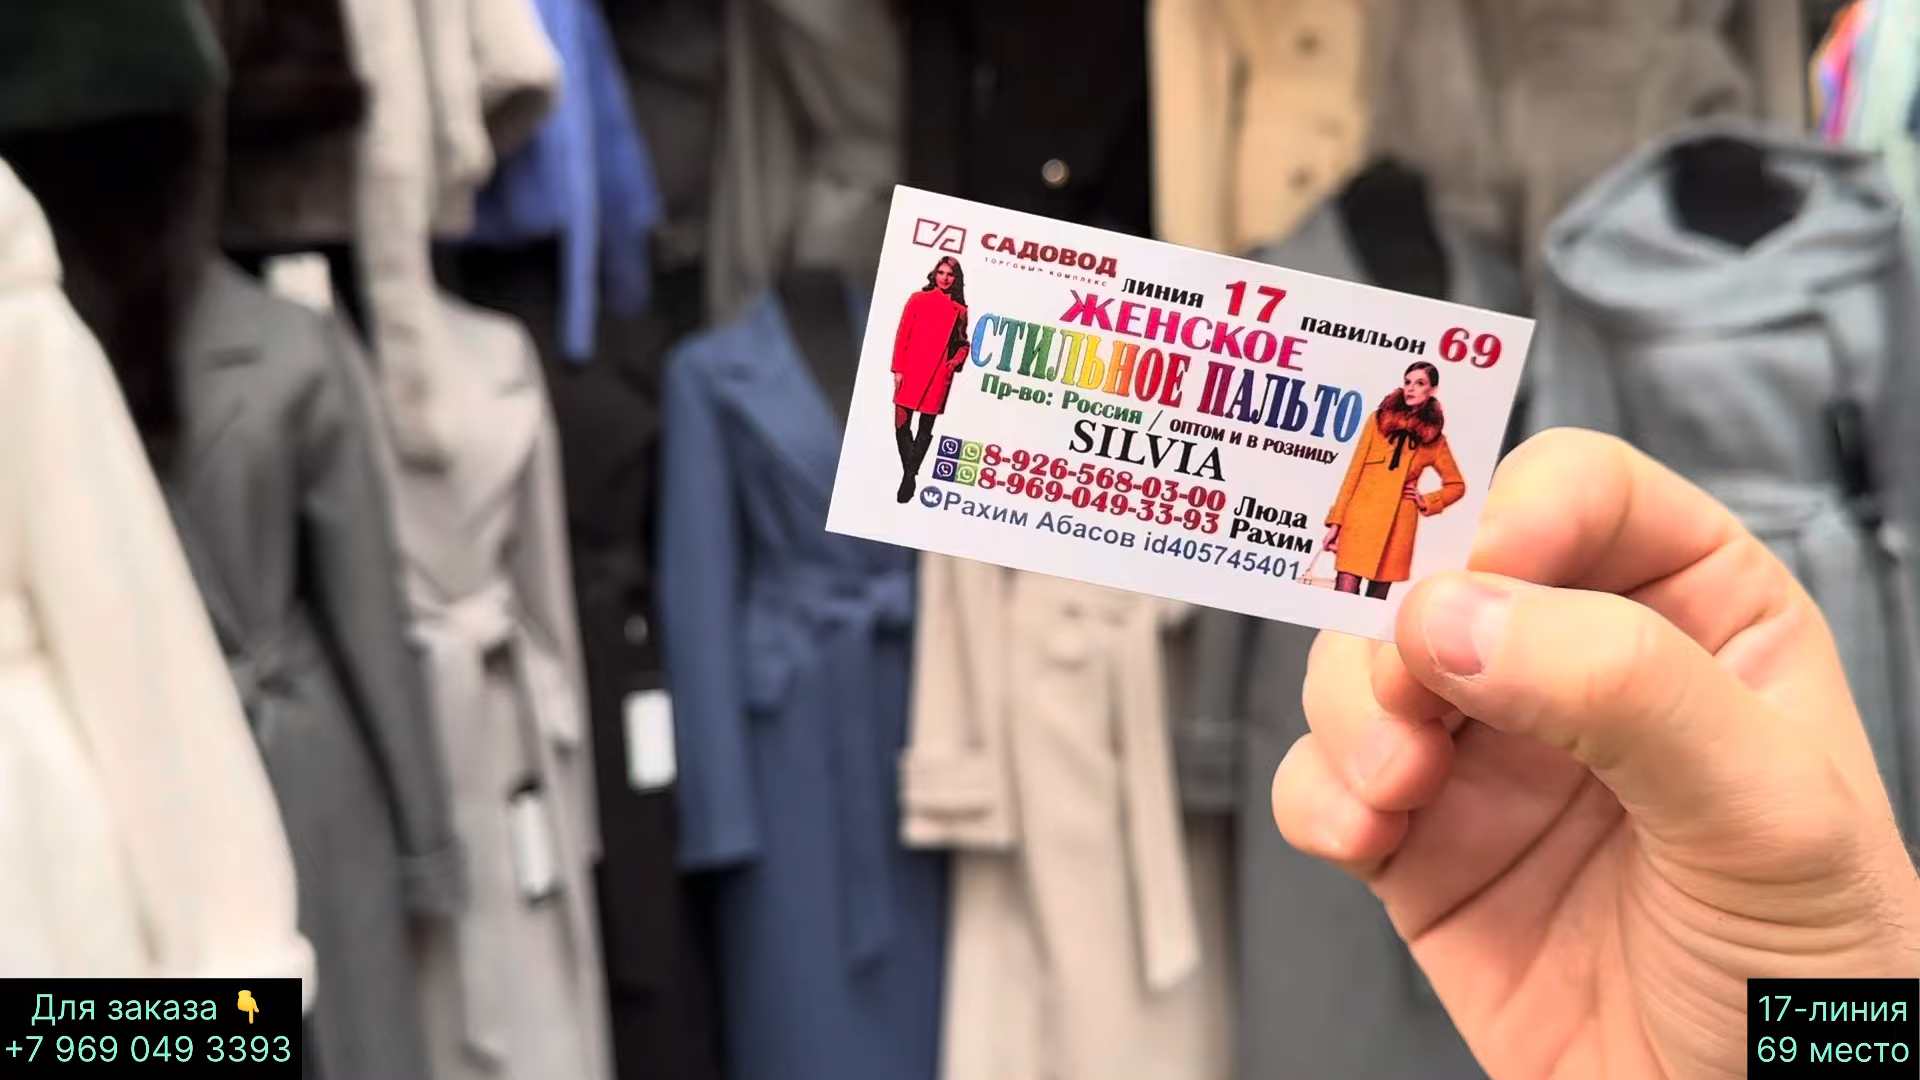 САДОВОД
ТОРГОВЫЙ КОМПЛЕКС
линия 17 павильон 69
ЖЕНСКОЕ
СТИЛЬНОЕ ПАЛЬТО
Пр-во: Россия / оптом и в розницу
SILVIA
8-926-568-03-00 Люда
8-969-049-33-93 Рахим
Рахим Абасов id405745401
Для заказа 👇
+7 969 049 3393
17-линия
69 место